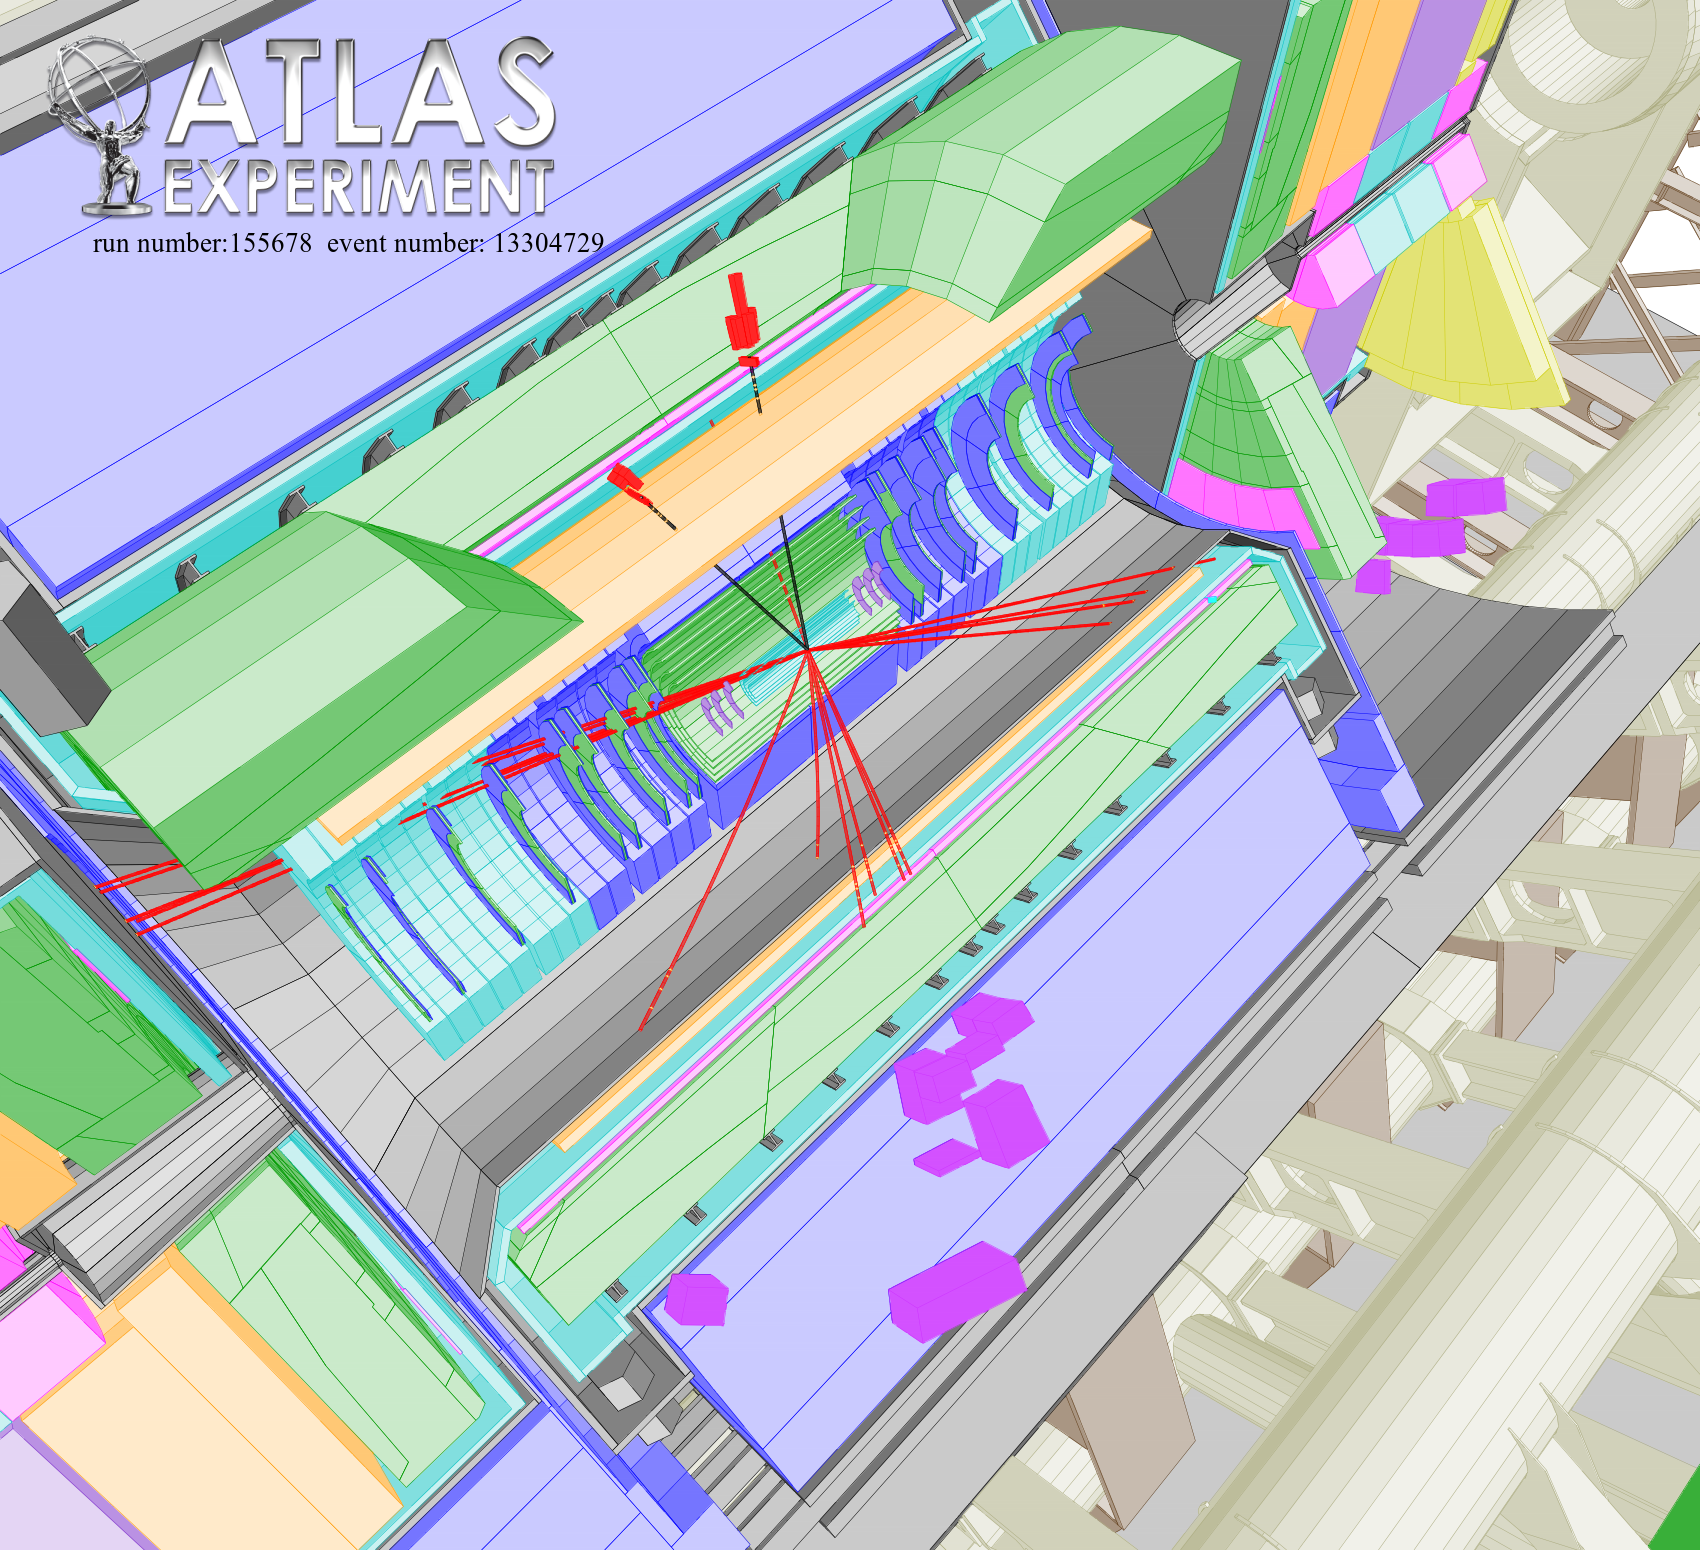 ATLAS
EXPERIMENT
run number:155678 event number: 13304729